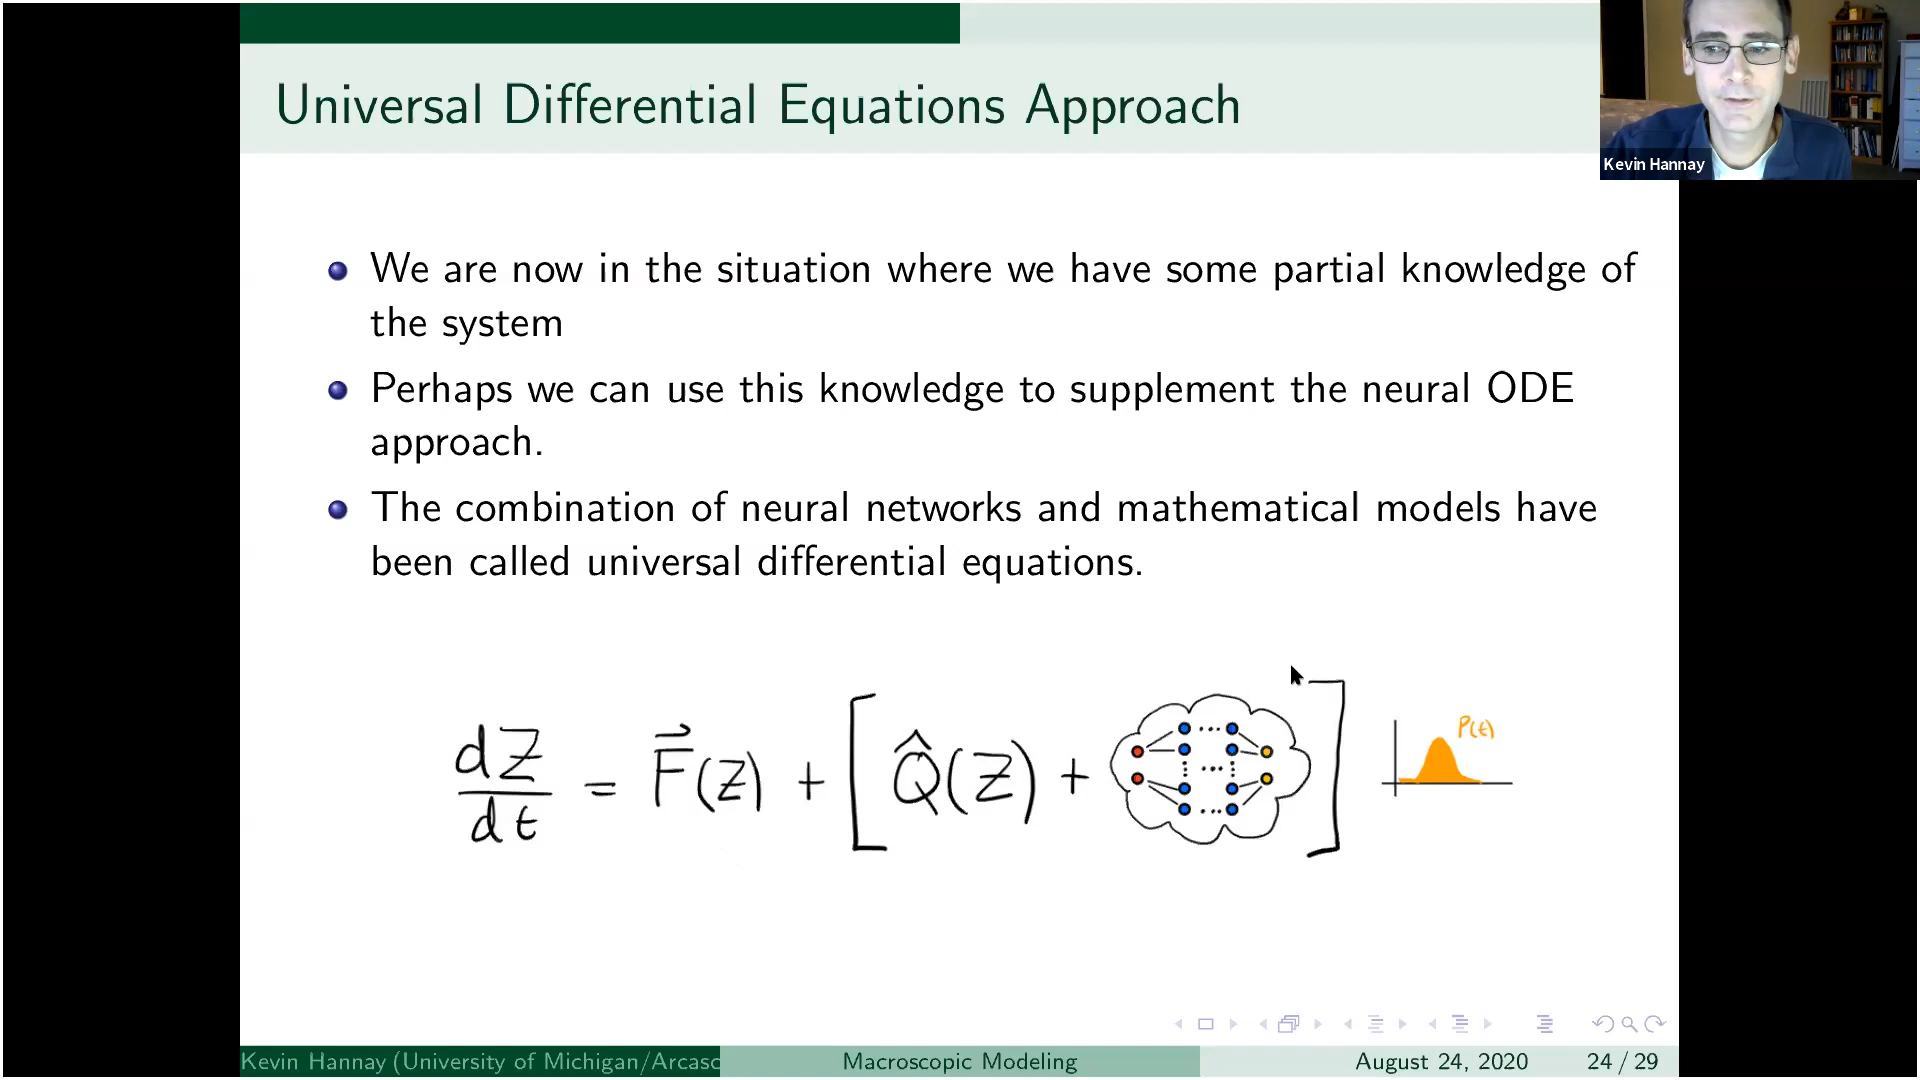 Universal Differential Equations Approach
Kevin Hannay
We are now in the situation where we have some partial knowledge of
the system
Perhaps we can use this knowledge to supplement the neural ODE
approach.
The combination of neural networks and mathematical models have
been called universal differential equations.
dZ/dt = F⃗(Z) + [Q̂(Z) + ] P(t)
Kevin Hannay (University of Michigan/Arcasc
Macroscopic Modeling
August 24, 2020
24 / 29